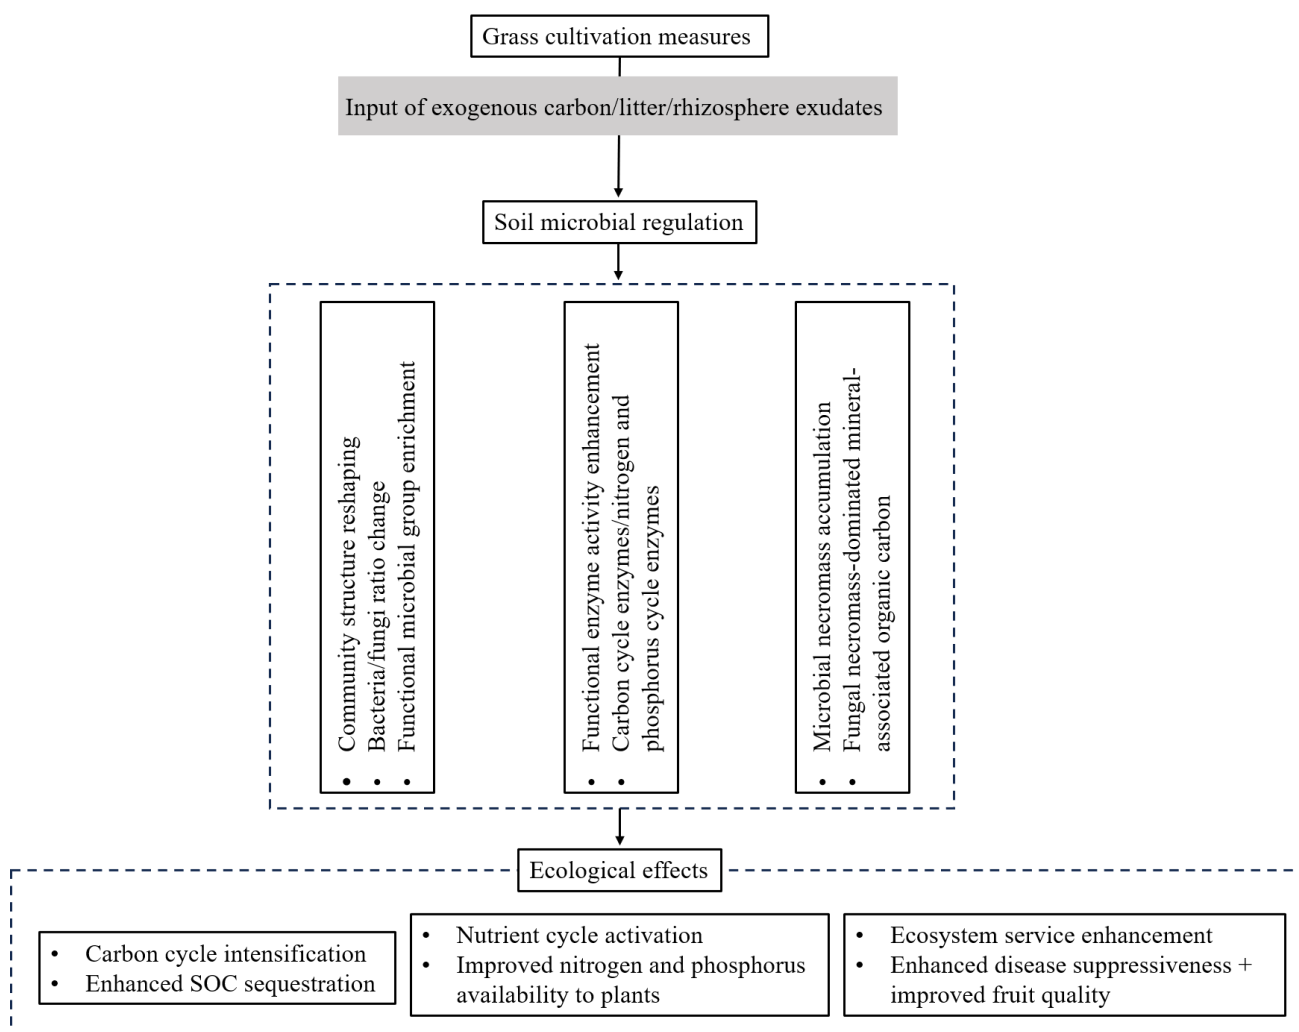 Grass cultivation measures
Input of exogenous carbon/litter/rhizosphere exudates
Soil microbial regulation
• Community structure reshaping
• Bacteria/fungi ratio change
• Functional microbial group enrichment
• Functional enzyme activity enhancement
• Carbon cycle enzymes/nitrogen and
phosphorus cycle enzymes
• Microbial necromass accumulation
• Fungal necromass-dominated mineral-
associated organic carbon
Ecological effects
• Carbon cycle intensification
• Enhanced SOC sequestration
• Nutrient cycle activation
• Improved nitrogen and phosphorus
availability to plants
• Ecosystem service enhancement
• Enhanced disease suppressiveness +
improved fruit quality